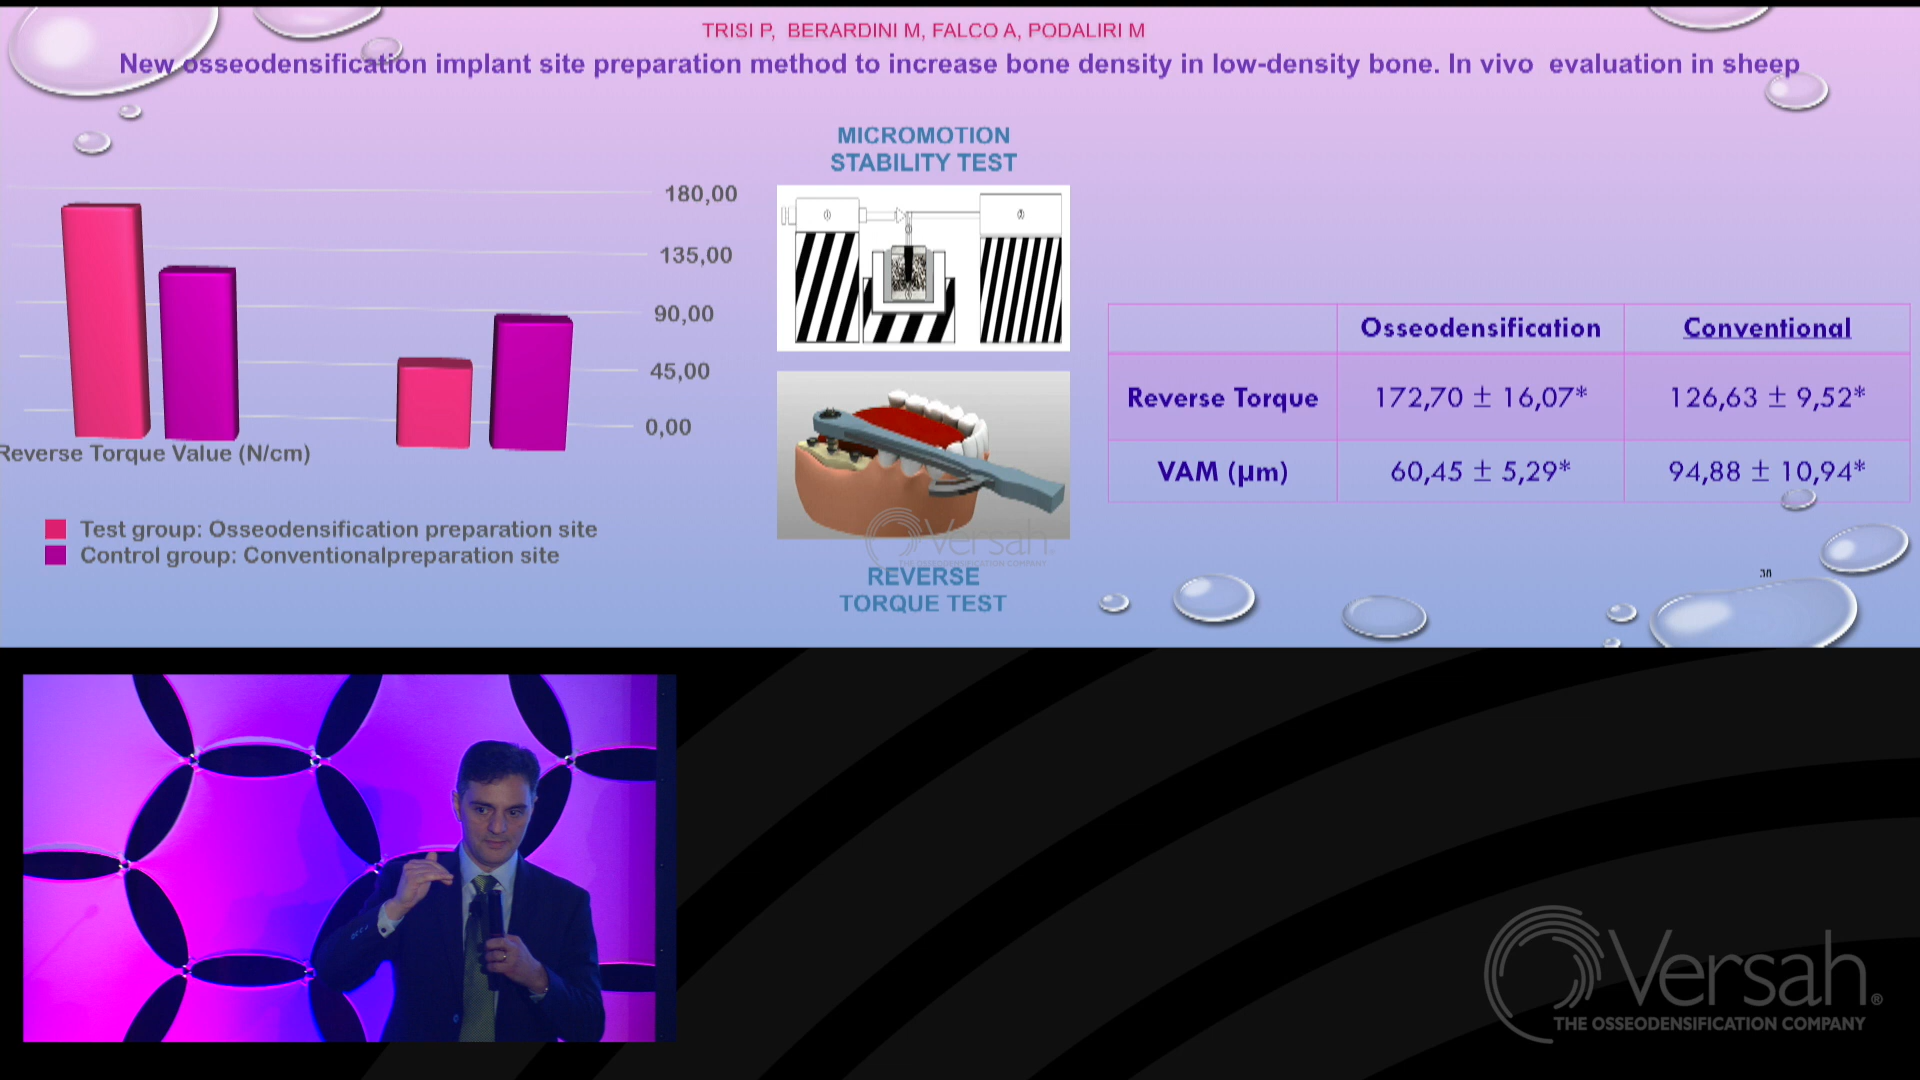 TRISI P, BERARDINI M, FALCO A, PODALIRI M
New osseodensification implant site preparation method to increase bone density in low-density bone. In vivo evaluation in sheep
180,00
135,00
90,00
45,00
0,00
Reverse Torque Value (N/cm)
Test group: Osseodensification preparation site
Control group: Conventionalpreparation site
MICROMOTION
STABILITY TEST
Versah.
THE OSSEODENSIFICATION COMPANY
REVERSE
TORQUE TEST
Osseodensification Conventional
Reverse Torque 172,70 ± 16,07* 126,63 ± 9,52*
VAM (µm) 60,45 ± 5,29* 94,88 ± 10,94*
Versah®
THE OSSEODENSIFICATION COMPANY